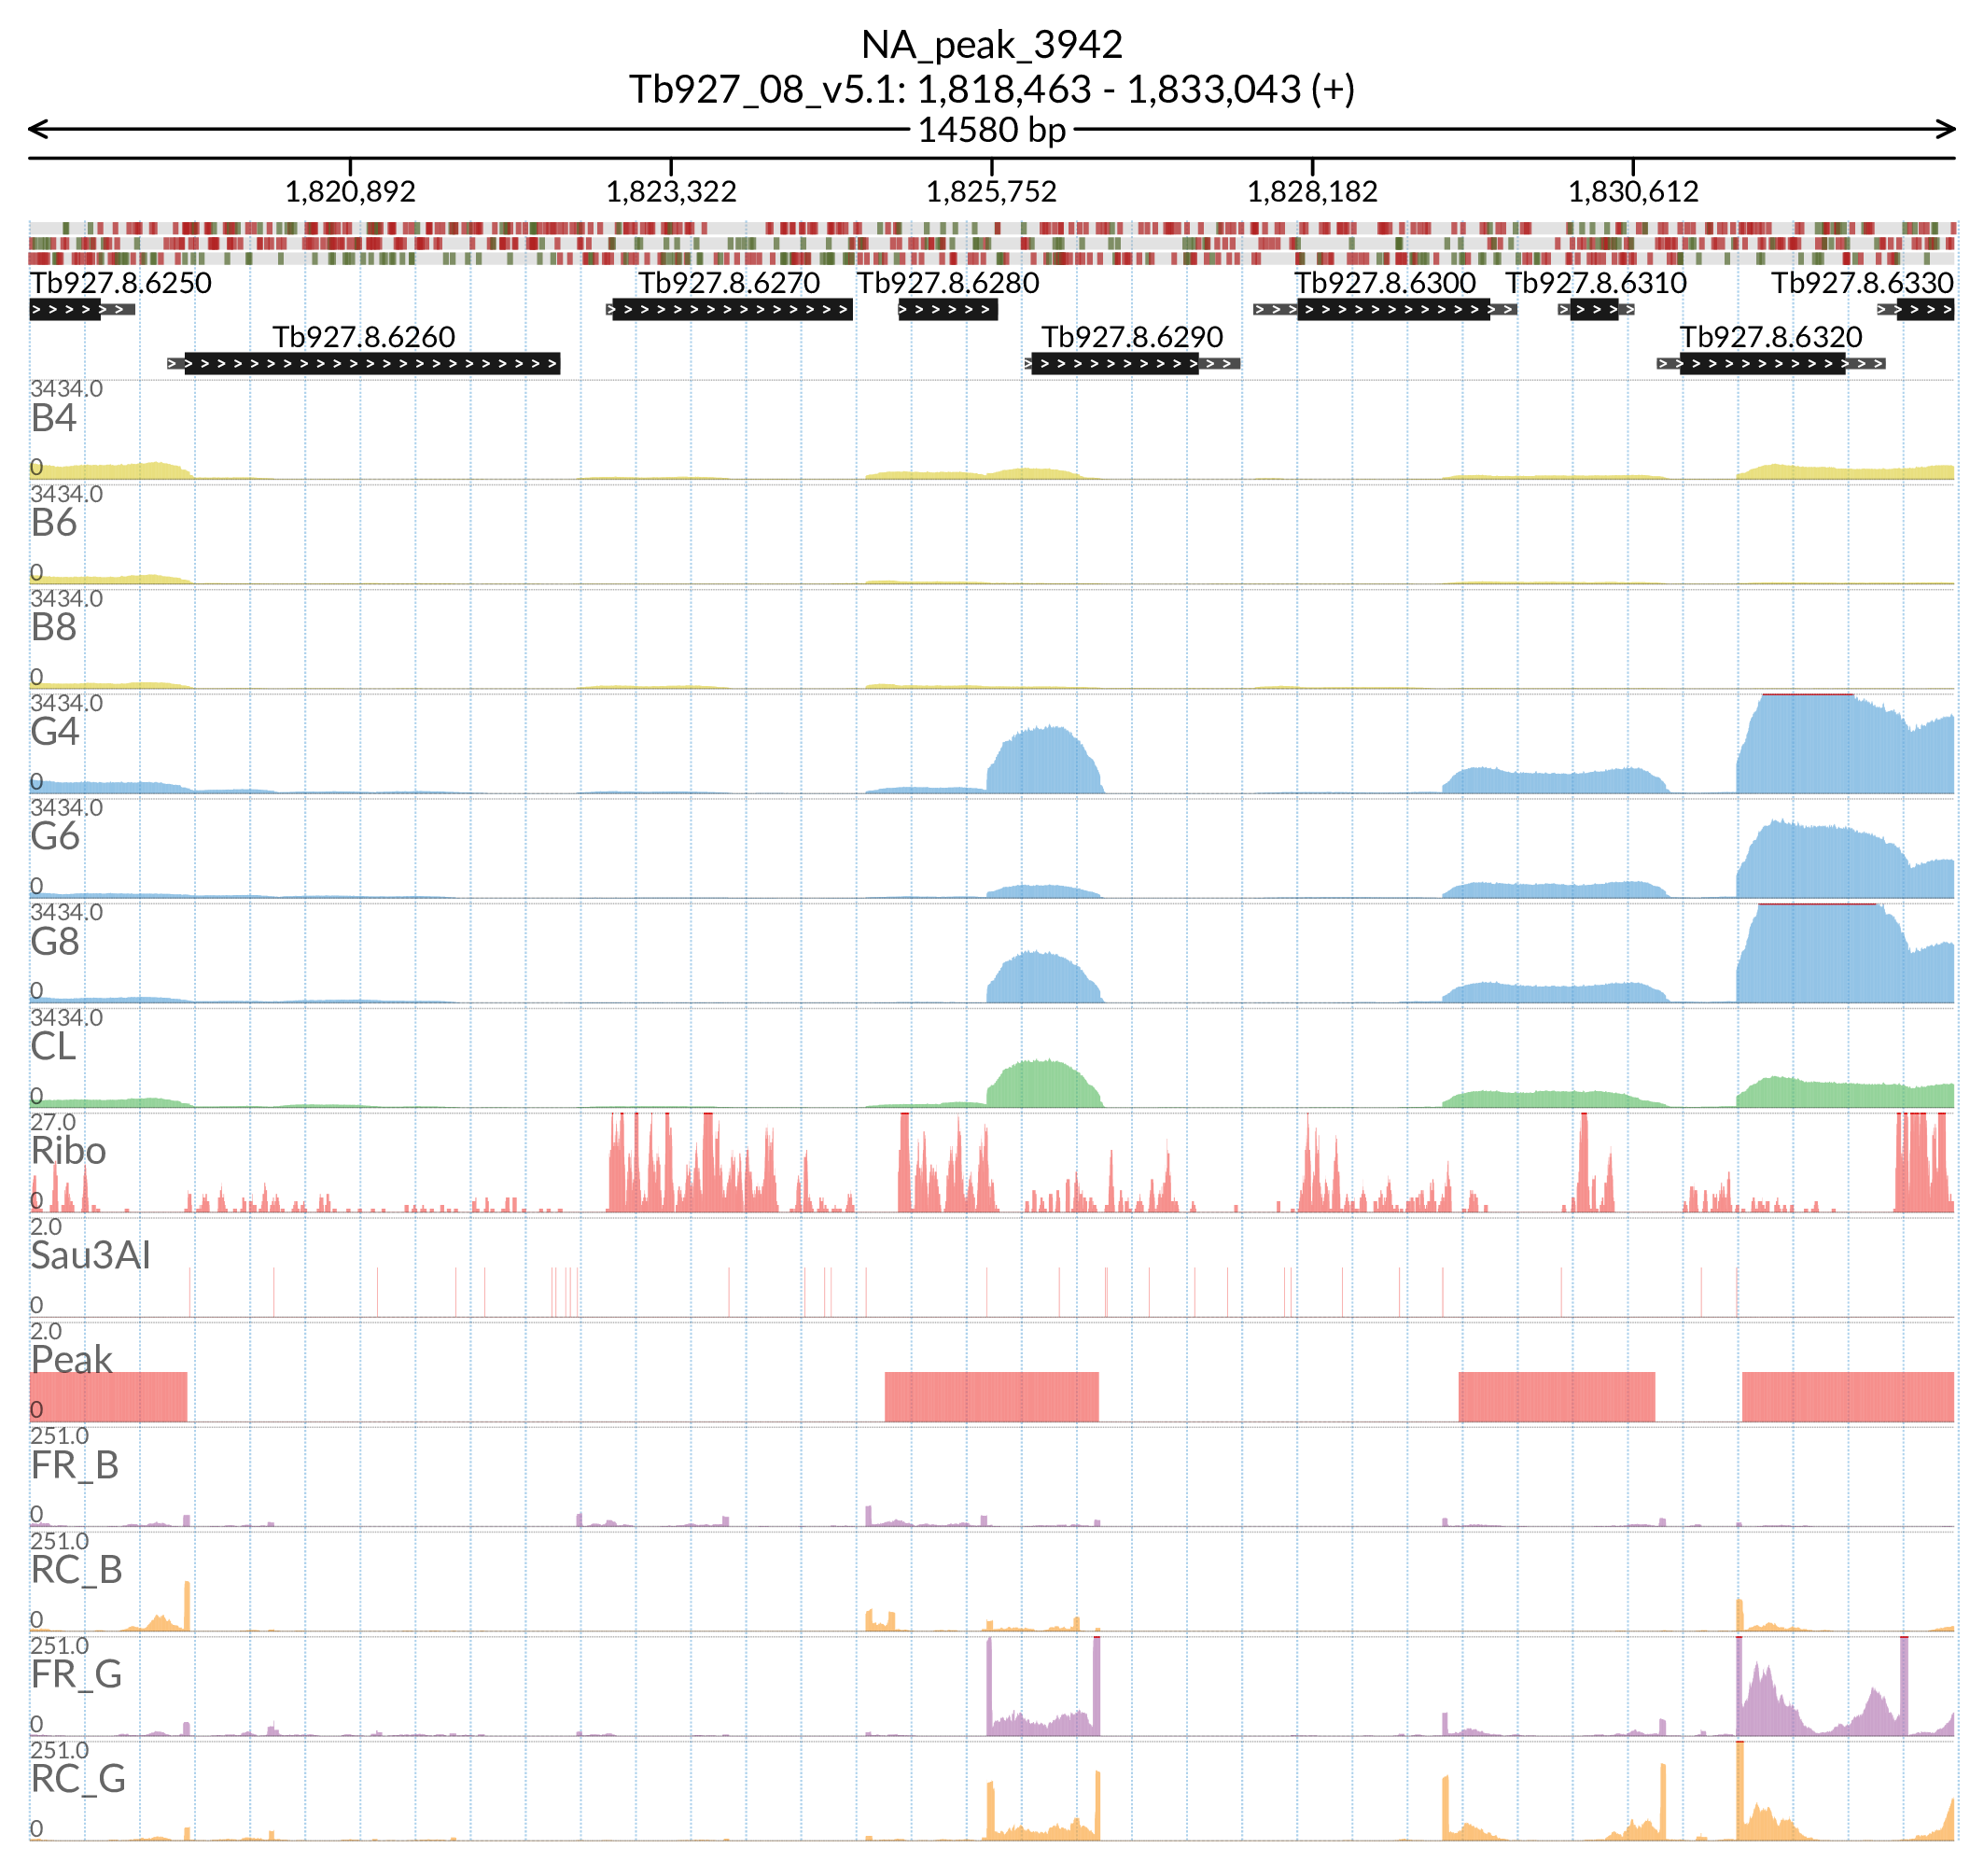 NA_peak_3942
Tb927_08_v5.1: 1,818,463 - 1,833,043 (+)
14580 bp
1,820,892 1,823,322 1,825,752 1,828,182 1,830,612
Tb927.8.6250 Tb927.8.6270 Tb927.8.6280 Tb927.8.6300 Tb927.8.6310 Tb927.8.6330
Tb927.8.6260 Tb927.8.6290 Tb927.8.6320
3434.0
B4
0
3434.0
B6
0
3434.0
B8
0
3434.0
G4
0
3434.0
G6
0
3434.0
G8
0
3434.0
CL
0
27.0
Ribo
0
2.0
Sau3AI
0
2.0
Peak
0
251.0
FR_B
0
251.0
RC_B
0
251.0
FR_G
0
251.0
RC_G
0